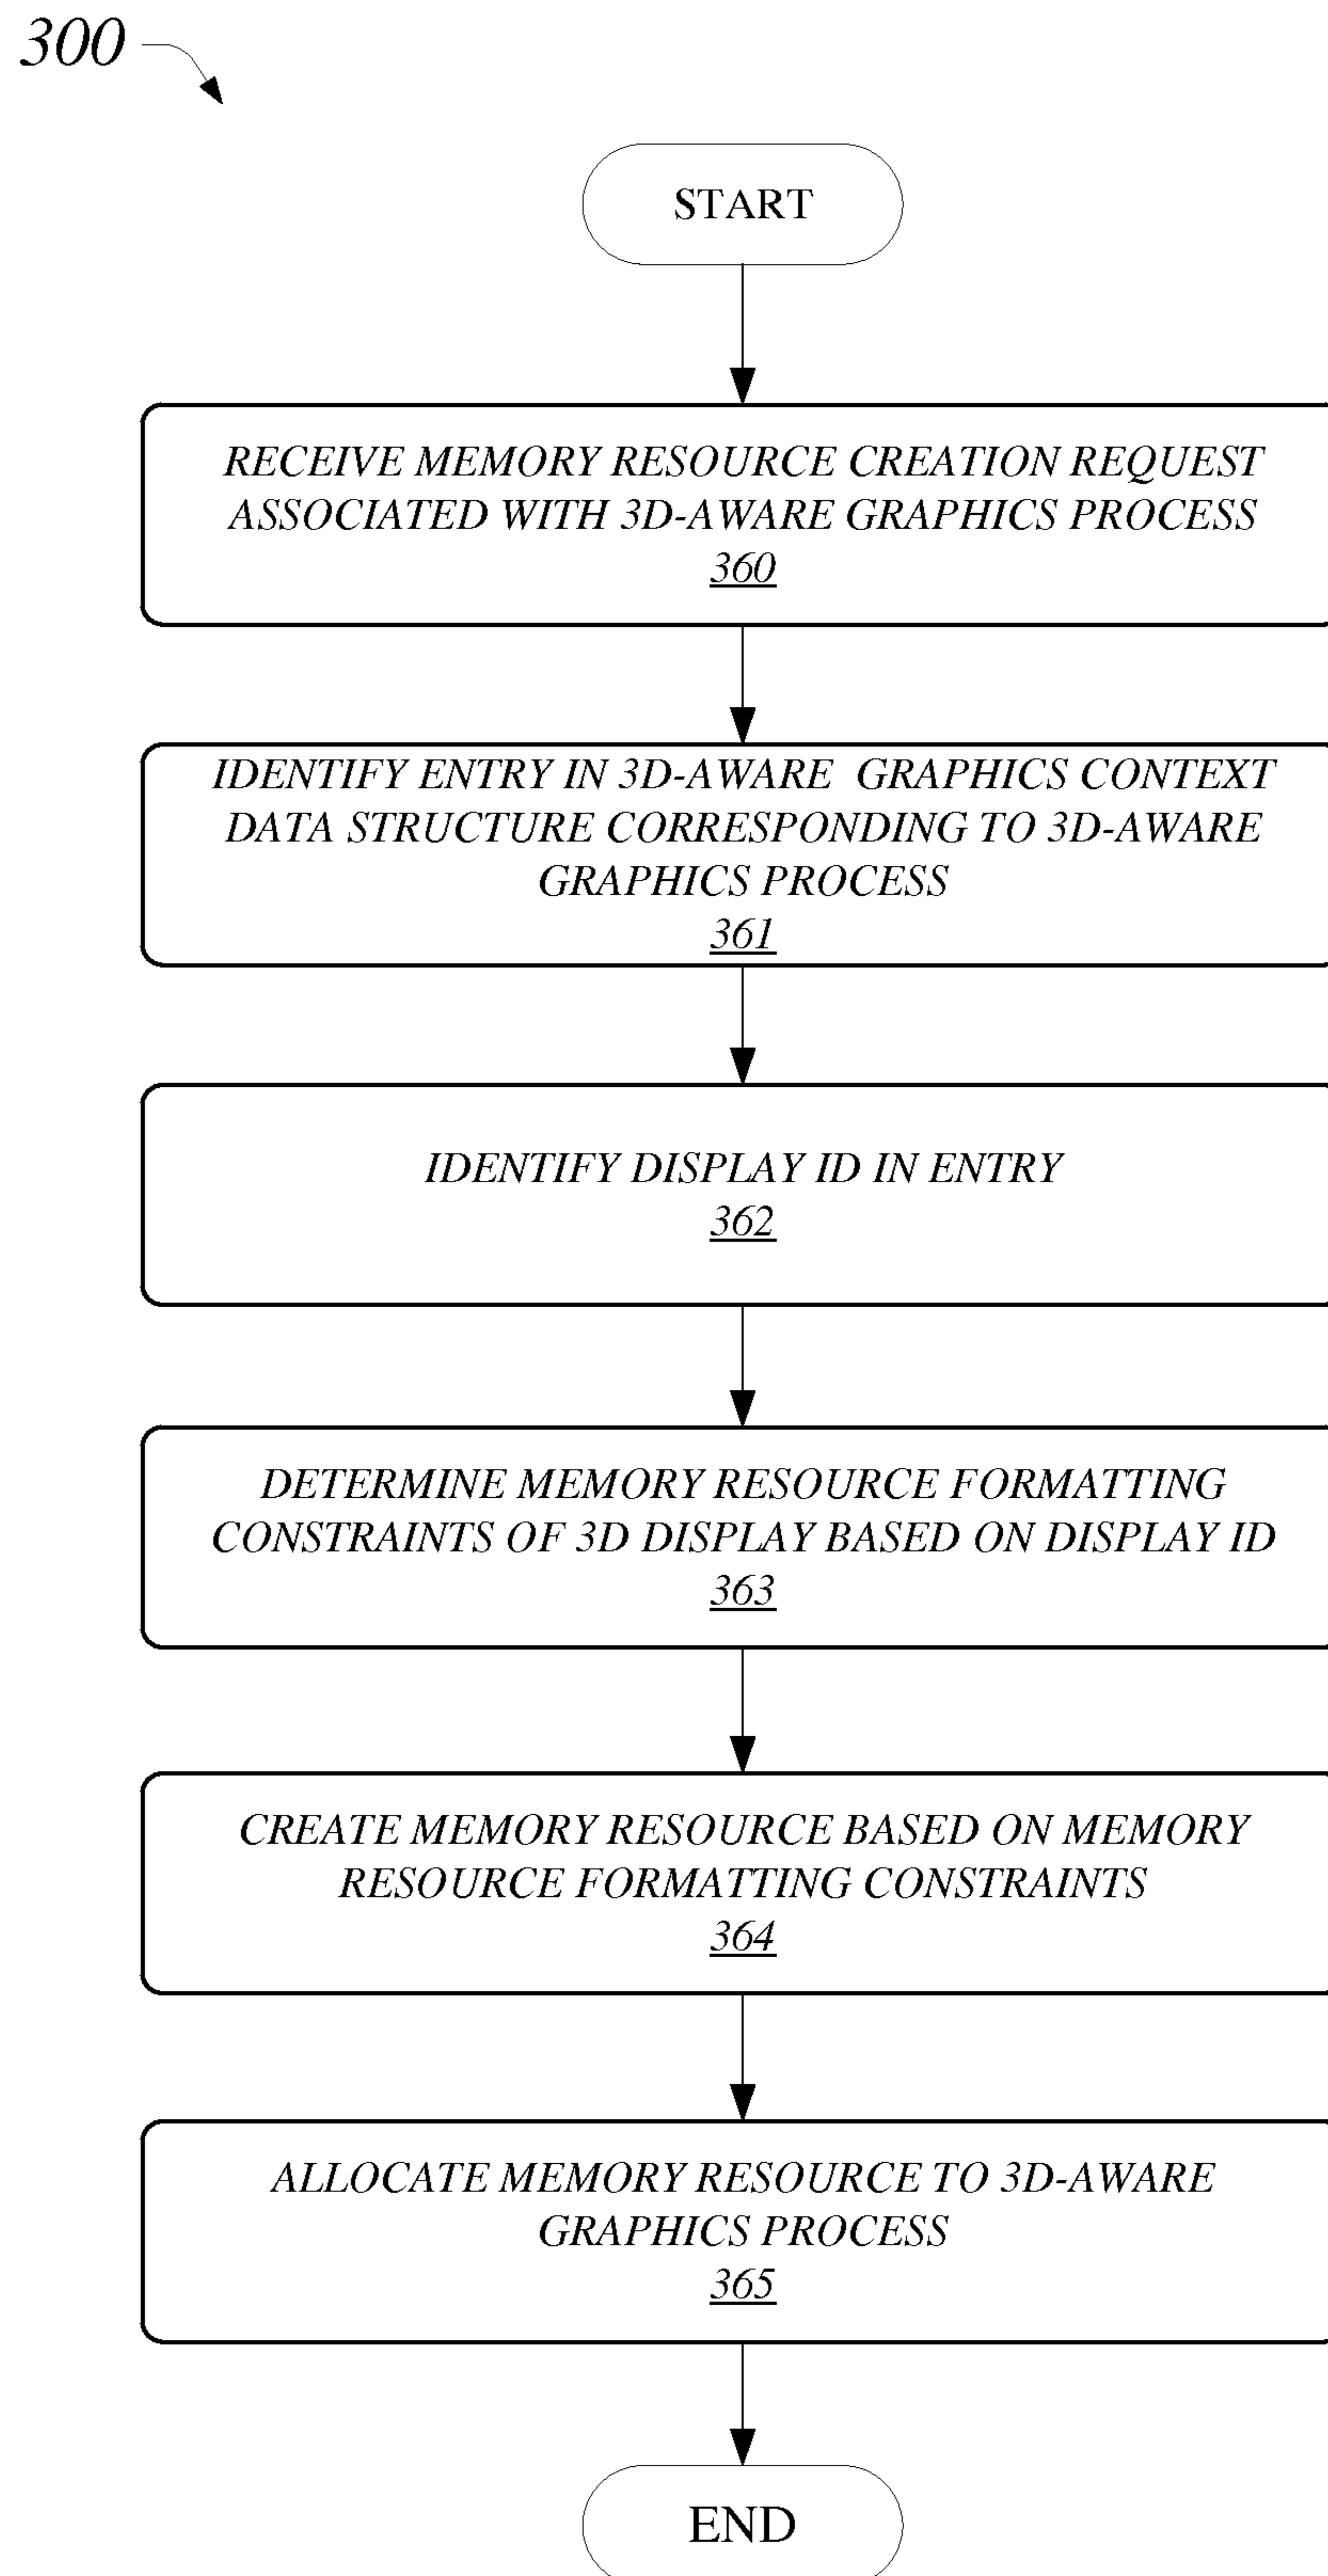 300
START
RECEIVE MEMORY RESOURCE CREATION REQUEST
ASSOCIATED WITH 3D-AWARE GRAPHICS PROCESS
360
IDENTIFY ENTRY IN 3D-AWARE GRAPHICS CONTEXT
DATA STRUCTURE CORRESPONDING TO 3D-AWARE
GRAPHICS PROCESS
361
IDENTIFY DISPLAY ID IN ENTRY
362
DETERMINE MEMORY RESOURCE FORMATTING
CONSTRAINTS OF 3D DISPLAY BASED ON DISPLAY ID
363
CREATE MEMORY RESOURCE BASED ON MEMORY
RESOURCE FORMATTING CONSTRAINTS
364
ALLOCATE MEMORY RESOURCE TO 3D-AWARE
GRAPHICS PROCESS
365
END